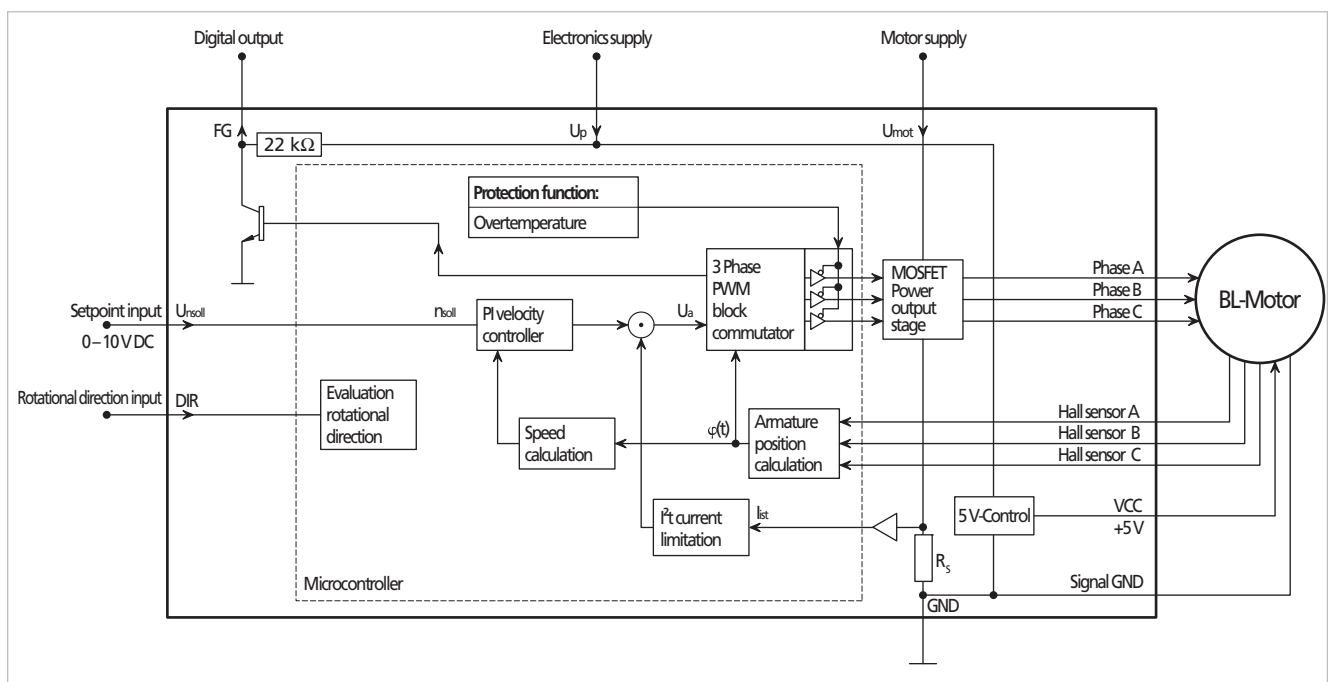 Digital output
Electronics supply
Motor supply
FG
22 kΩ
Up
Umot
Protection function:
Overtemperature
3 Phase
PWM
block
commutator
MOSFET
Power
output
stage
Phase A
Phase B
Phase C
BL-Motor
Setpoint input
0–10 V DC
Unsoll
nsoll
PI velocity
controller
Ua
Rotational direction input
DIR
Evaluation
rotational
direction
Speed
calculation
φ(t)
Armature
position
calculation
Hall sensor A
Hall sensor B
Hall sensor C
I²t current
limitation
Iist
5 V-Control
VCC
+5 V
RS
Microcontroller
Signal GND
GND